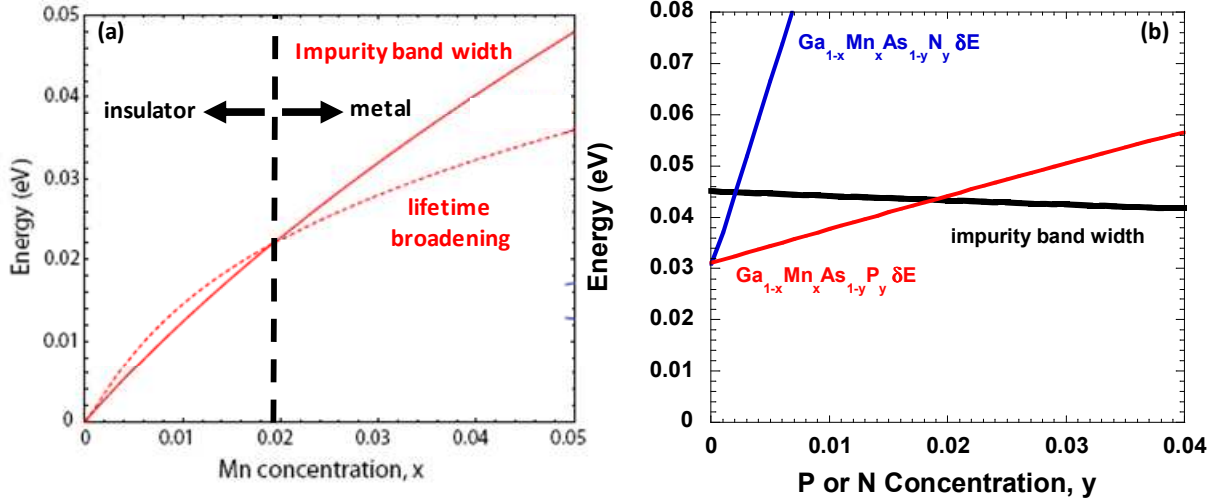 (a)
Impurity band width
insulator
metal
lifetime
broadening
Energy (eV)
0.05
0.04
0.03
0.02
0.01
0
0 0.01 0.02 0.03 0.04 0.05
Mn concentration, x
(b)
Ga1-xMnxAs1-yNy δE
impurity band width
Ga1-xMnxAs1-yPy δE
Energy (eV)
0.08
0.07
0.06
0.05
0.04
0.03
0.02
0.01
0
0 0.01 0.02 0.03 0.04
P or N Concentration, y